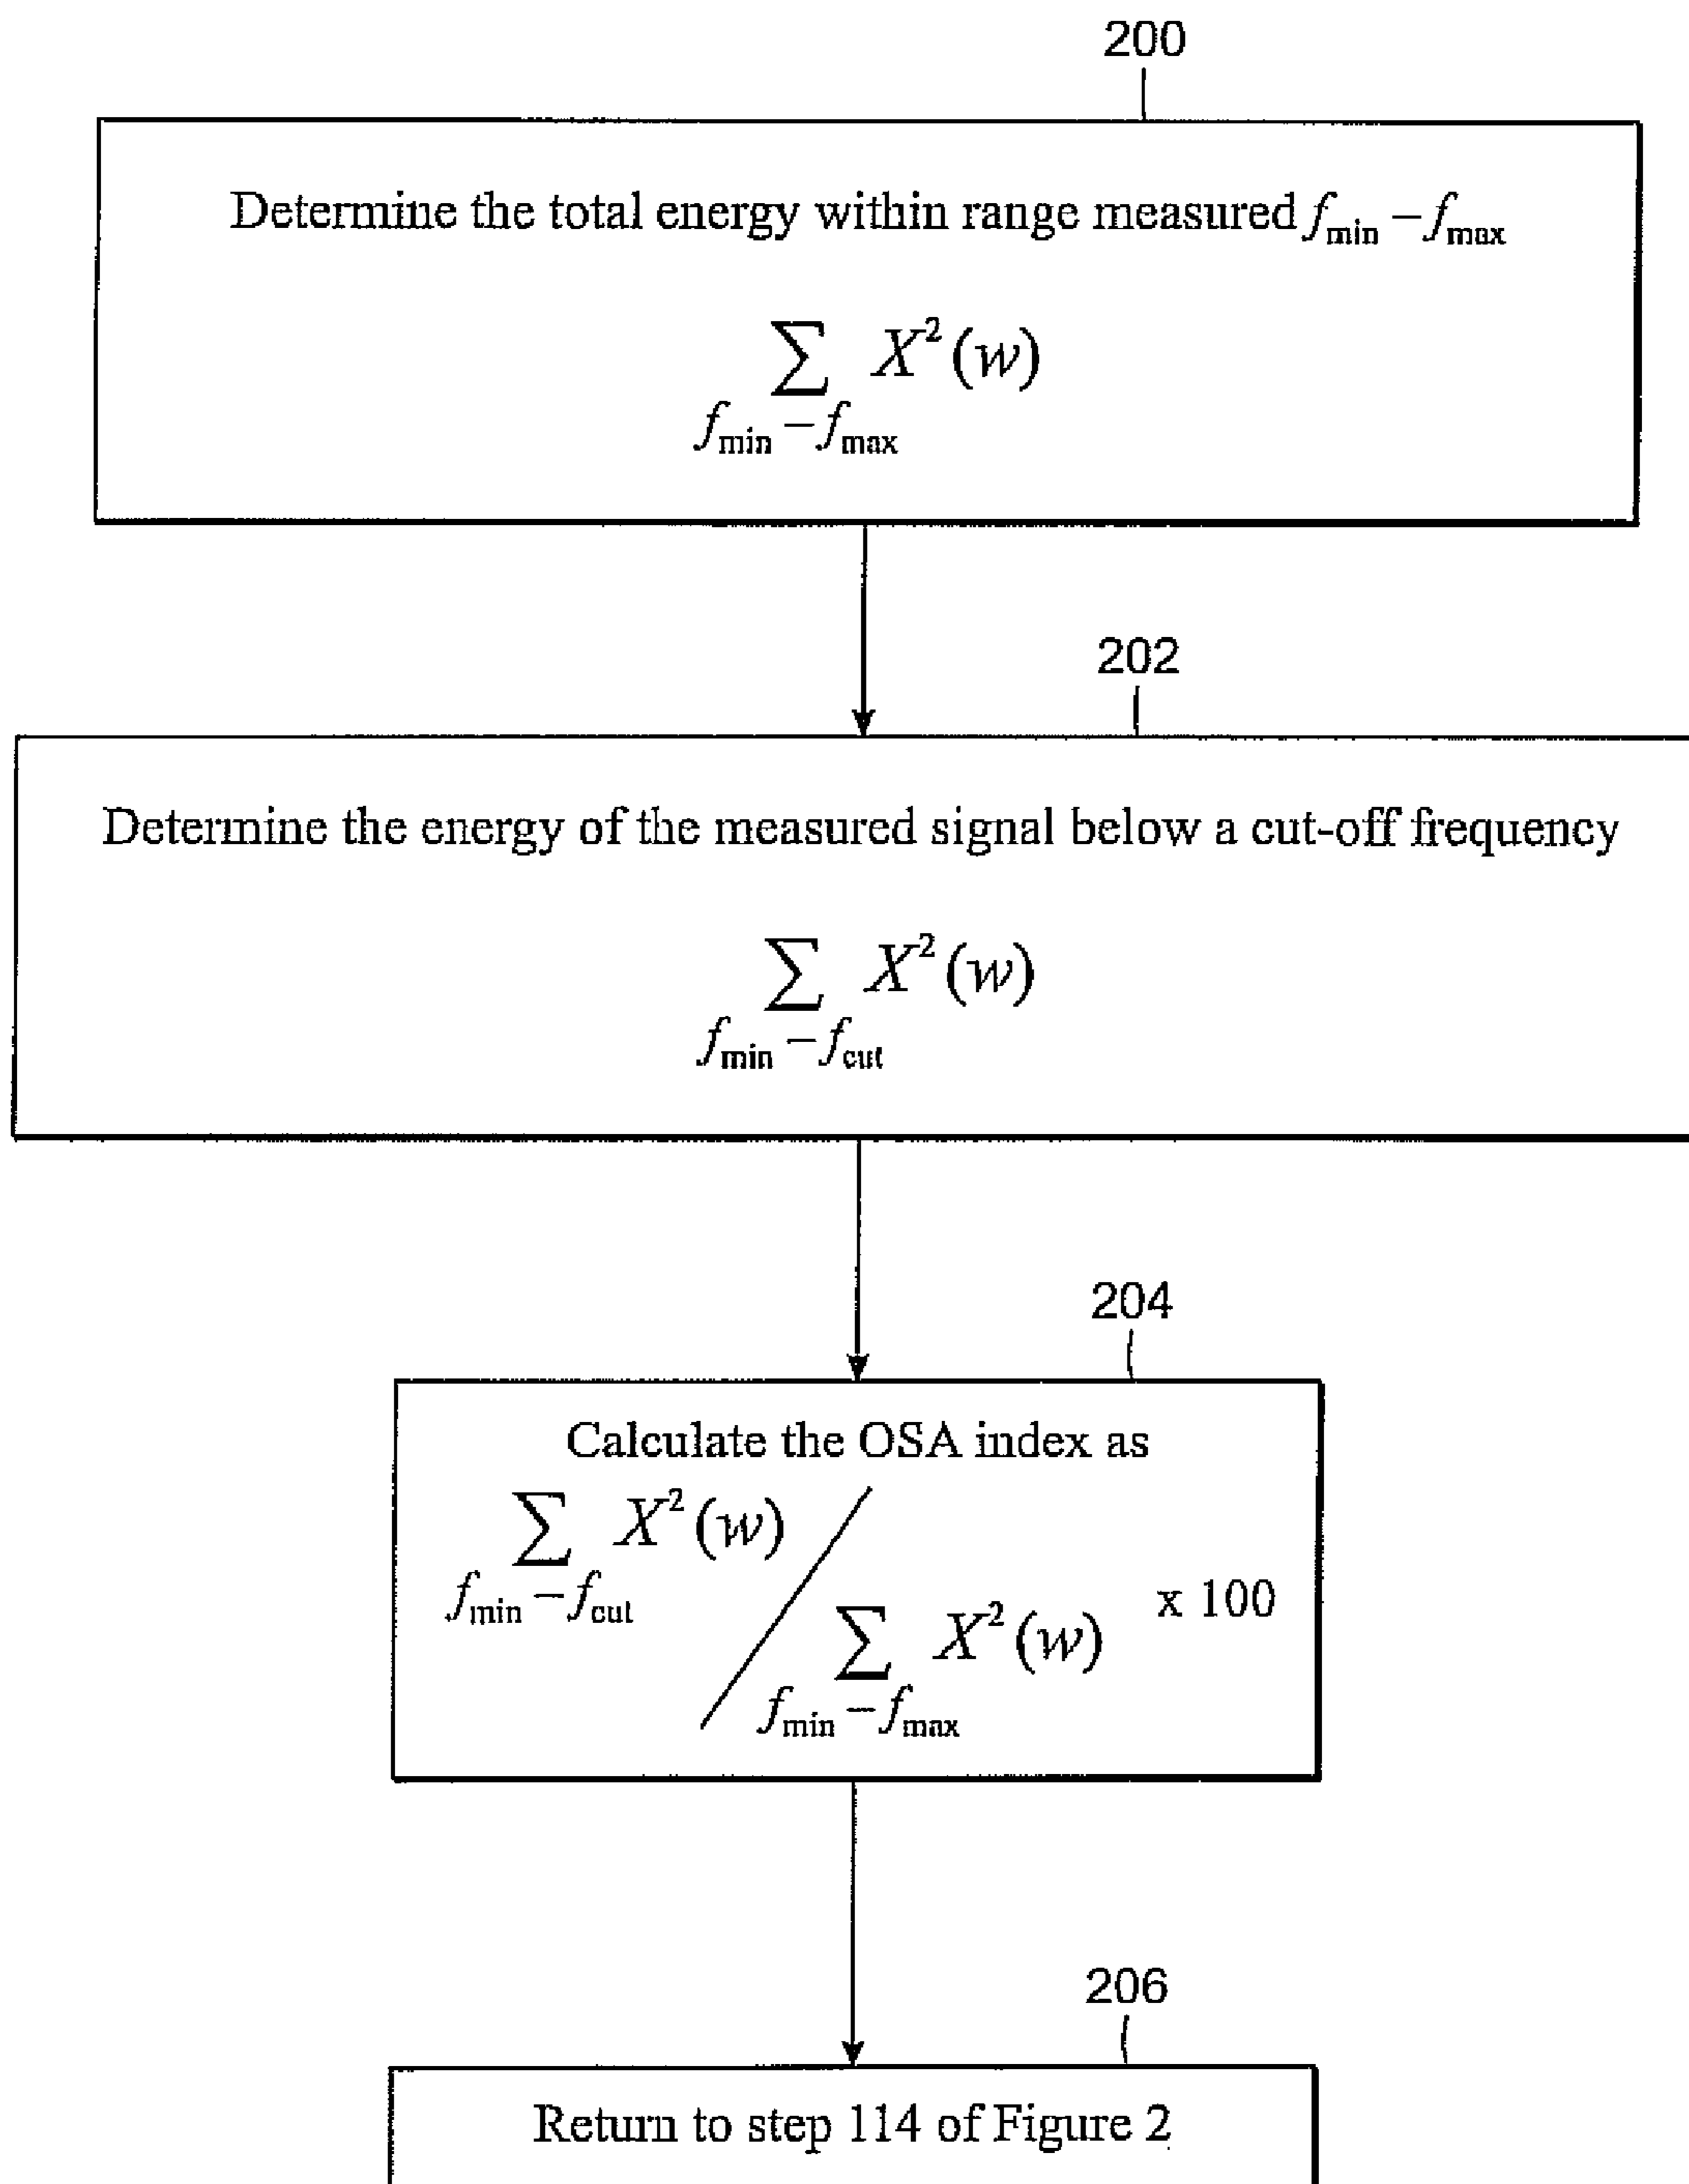 200
Determine the total energy within range measured f_min – f_max
∑ X²(w)
f_min – f_max
202
Determine the energy of the measured signal below a cut-off frequency
∑ X²(w)
f_min – f_cut
204
Calculate the OSA index as
∑ X²(w)
f_min – f_cut
/
x 100
∑ X²(w)
f_min – f_max
206
Return to step 114 of Figure 2